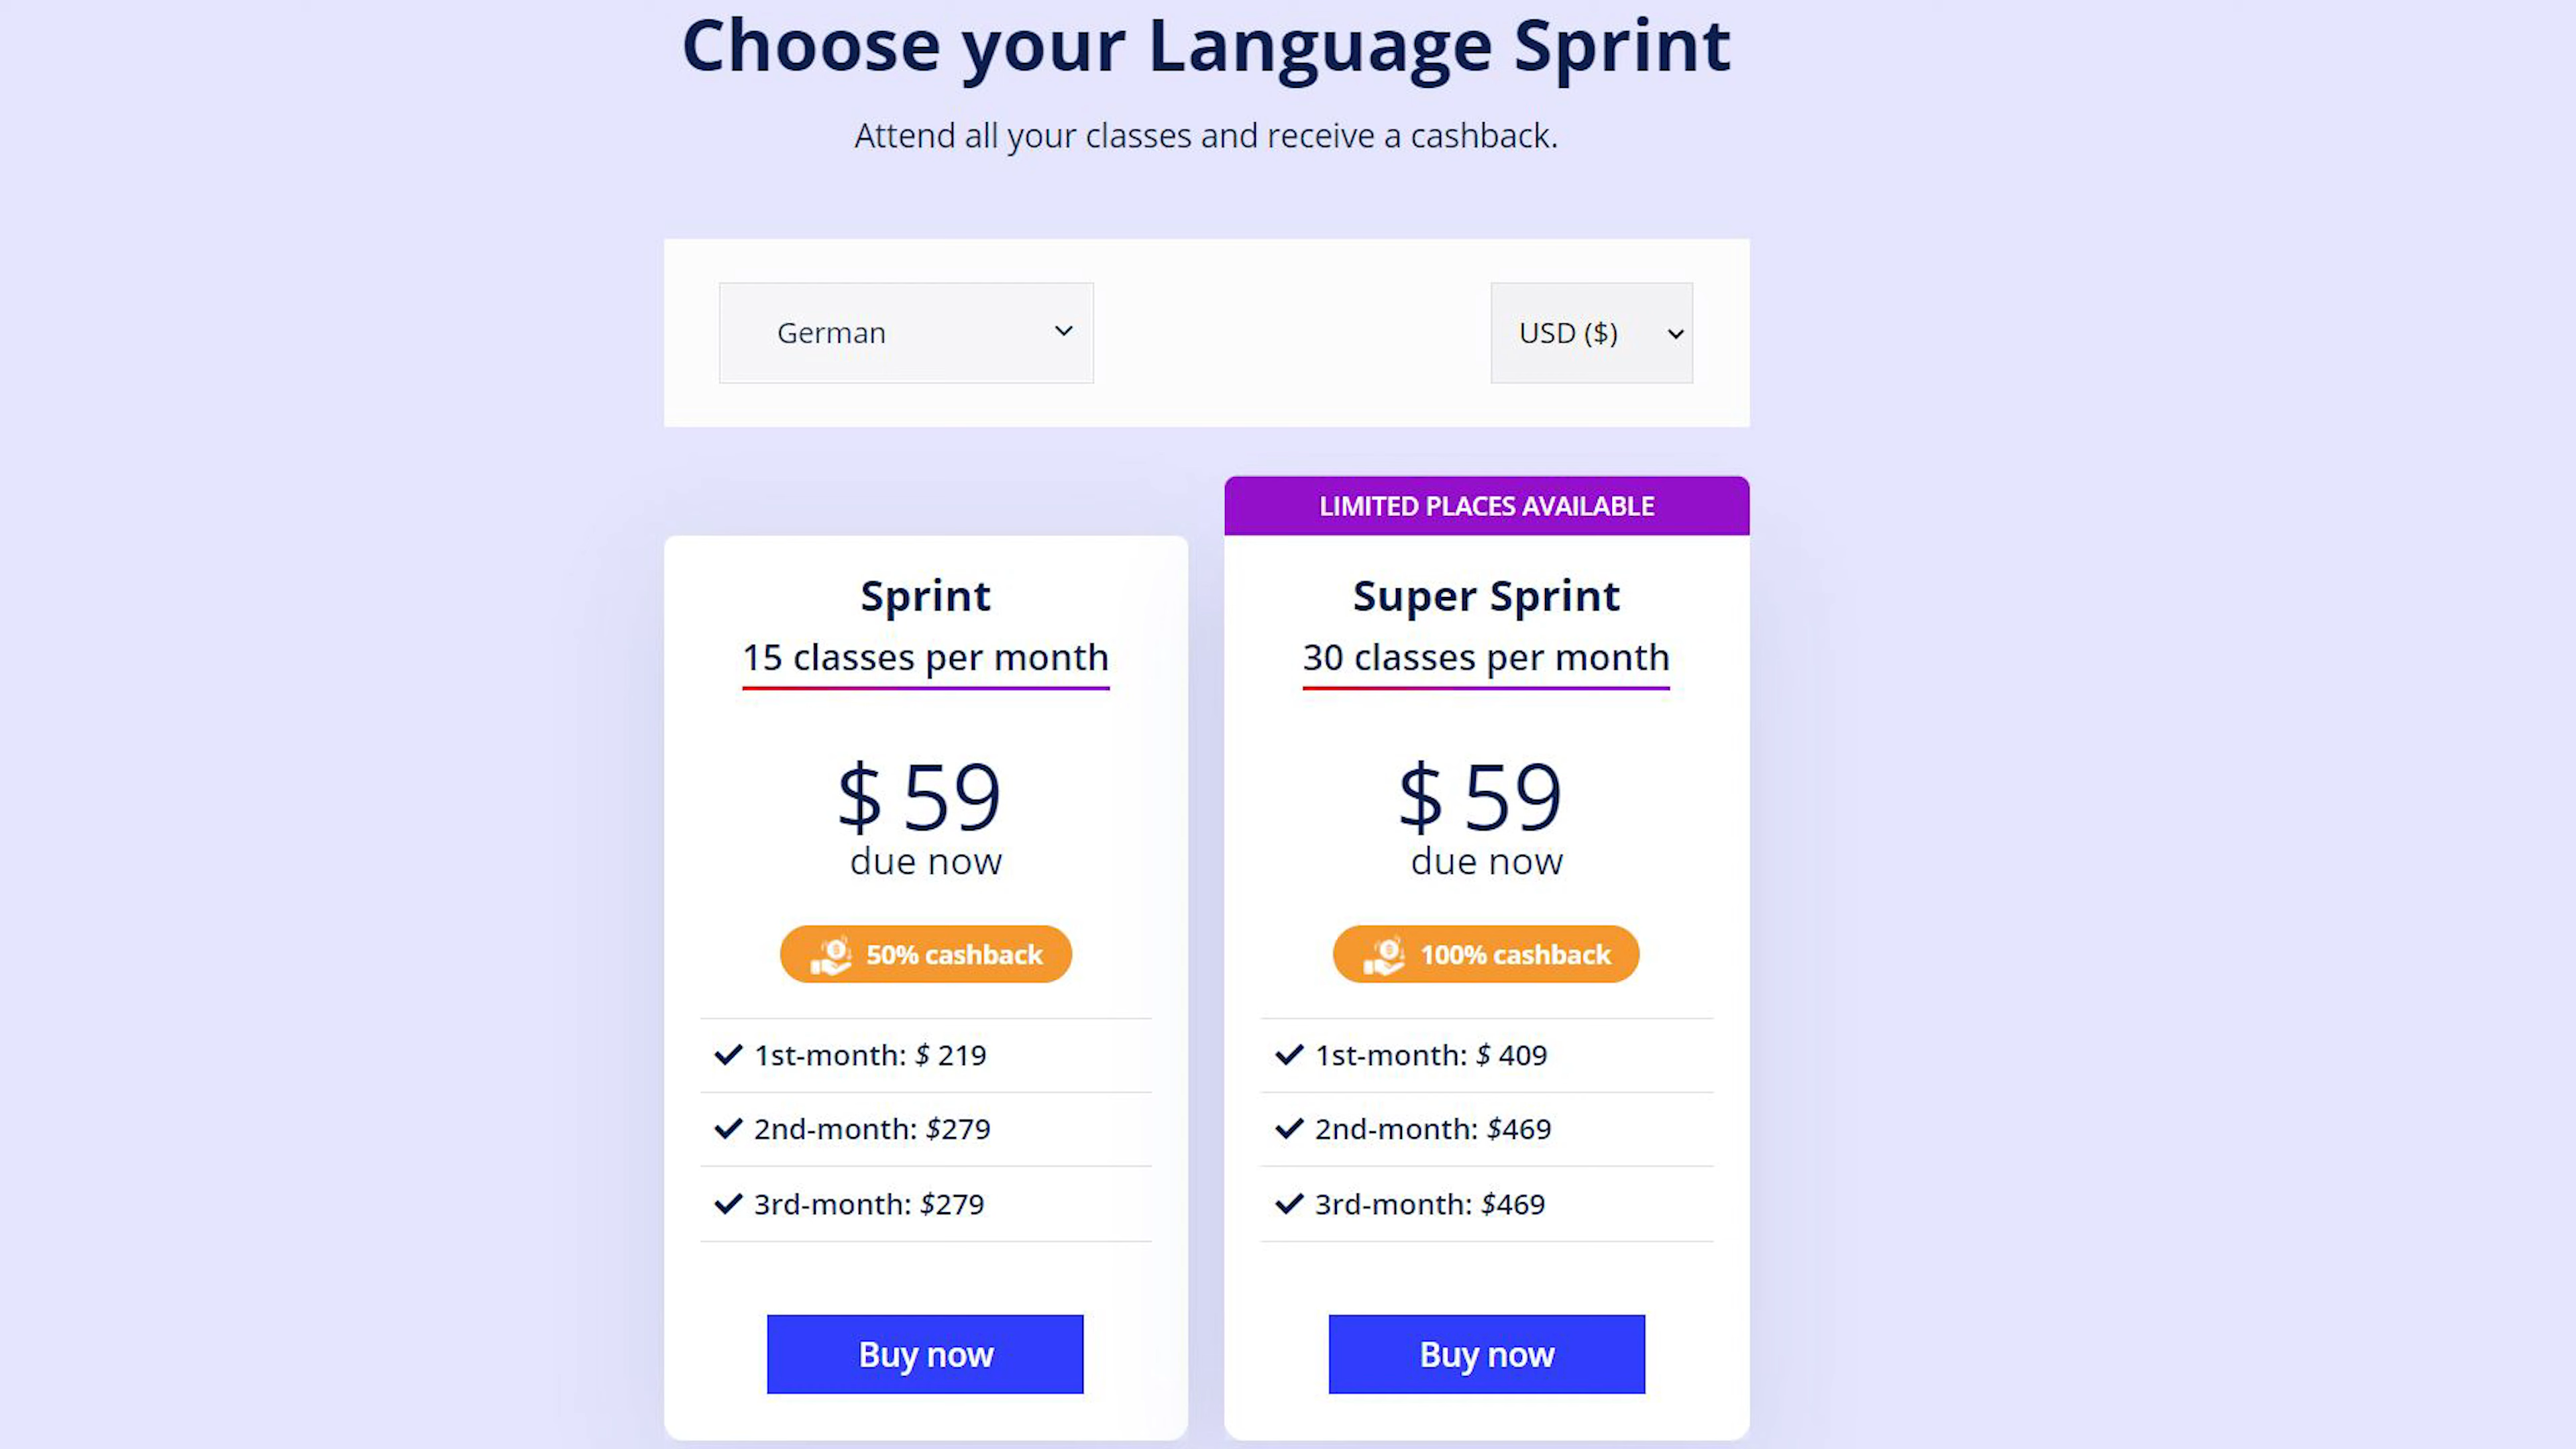 Choose your Language Sprint
Attend all your classes and receive a cashback.
German
USD ($)
LIMITED PLACES AVAILABLE
Sprint
15 classes per month
$ 59
due now
50% cashback
1st-month: $ 219
2nd-month: $279
3rd-month: $279
Buy now
Super Sprint
30 classes per month
$ 59
due now
100% cashback
1st-month: $ 409
2nd-month: $469
3rd-month: $469
Buy now